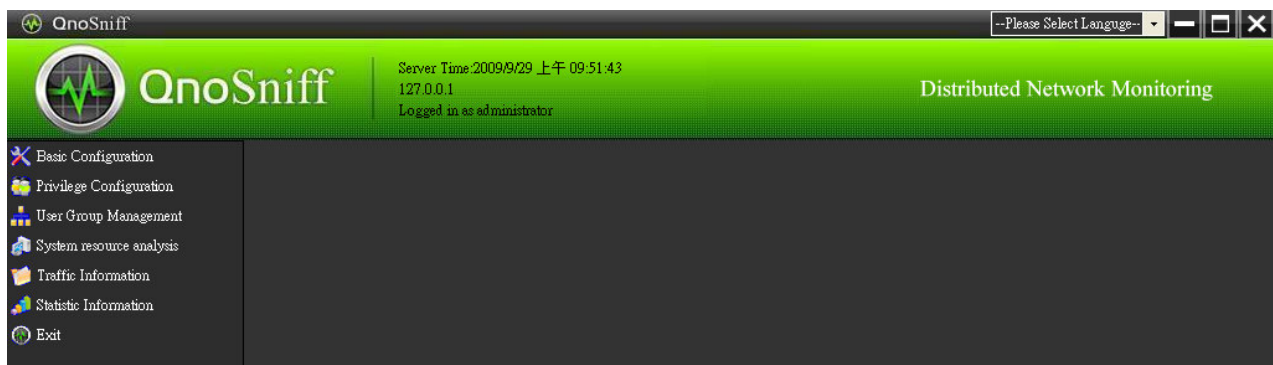 QnoSniff
--Please Select Languge--
QnoSniff
Server Time:2009/9/29 上午 09:51:43
127.0.0.1
Logged in as administrator
Distributed Network Monitoring
Basic Configuration
Privilege Configuration
User Group Management
System resource analysis
Traffic Information
Statistic Information
Exit